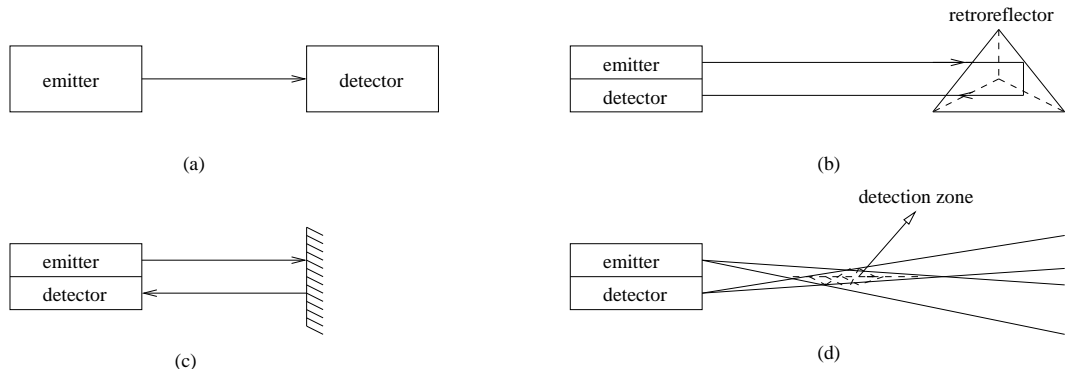 emitter
detector
(a)
retroreflector
emitter
detector
(b)
emitter
detector
(c)
detection zone
emitter
detector
(d)